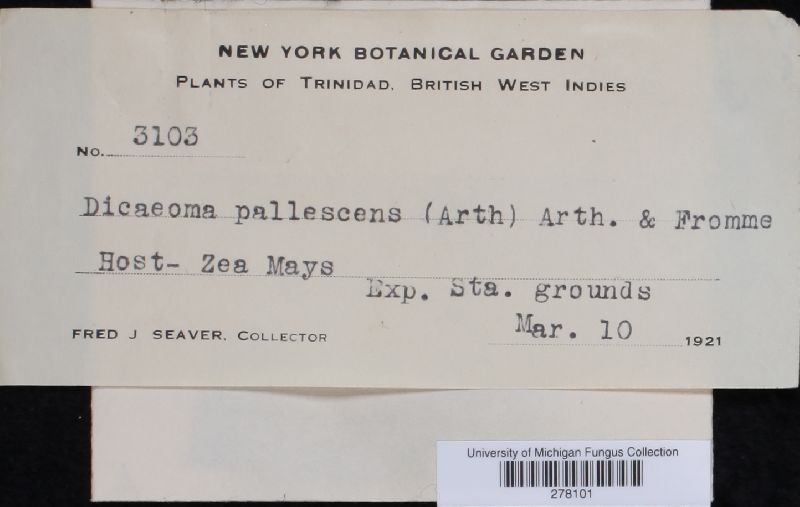 NEW YORK BOTANICAL GARDEN
PLANTS OF TRINIDAD, BRITISH WEST INDIES
No. 3103
Dicaeoma pallescens (Arth) Arth. & Fromme
Host- Zea Mays
Exp. Sta. grounds
FRED J SEAVER, COLLECTOR
Mar. 10 1921
University of Michigan Fungus Collection
278101